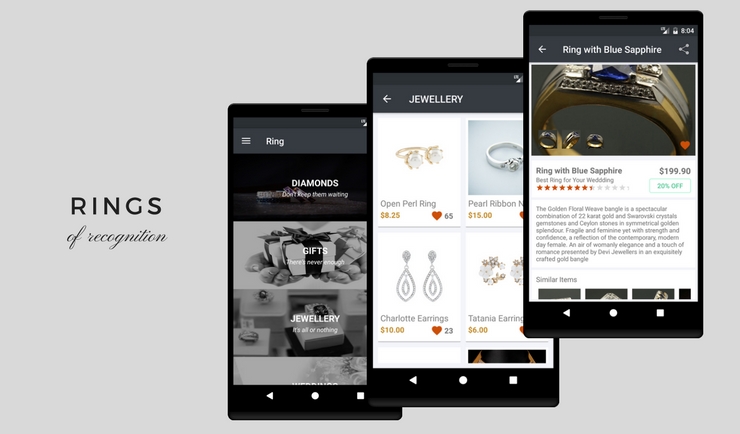 RINGS
of recognition
Ring
DIAMONDS
Don't keep them waiting
GIFTS
There's never enough
JEWELLERY
It's all or nothing
JEWELLERY
Open Perl Ring
$8.25
65
Pearl Ribbon
$15.00
Charlotte Earrings
$10.00
23
Tatania
$6.00
8:04
Ring with Blue Sapphire
Ring with Blue Sapphire
$199.90
Best Ring for Your Weddding
20% OFF
The Golden Floral Weave bangle is a spectacular
combination of 22 karat gold and Swarovski crystals
gemstones and Ceylon stones in symmetrical golden
splendour. Fragile and feminine yet with strength and
confidence, a reflection of the contemporary, modern
day female. An air of womanly elegance and a touch of
romance presented by Devi Jewellers in an exquisitely
crafted gold bangle
Similar Items